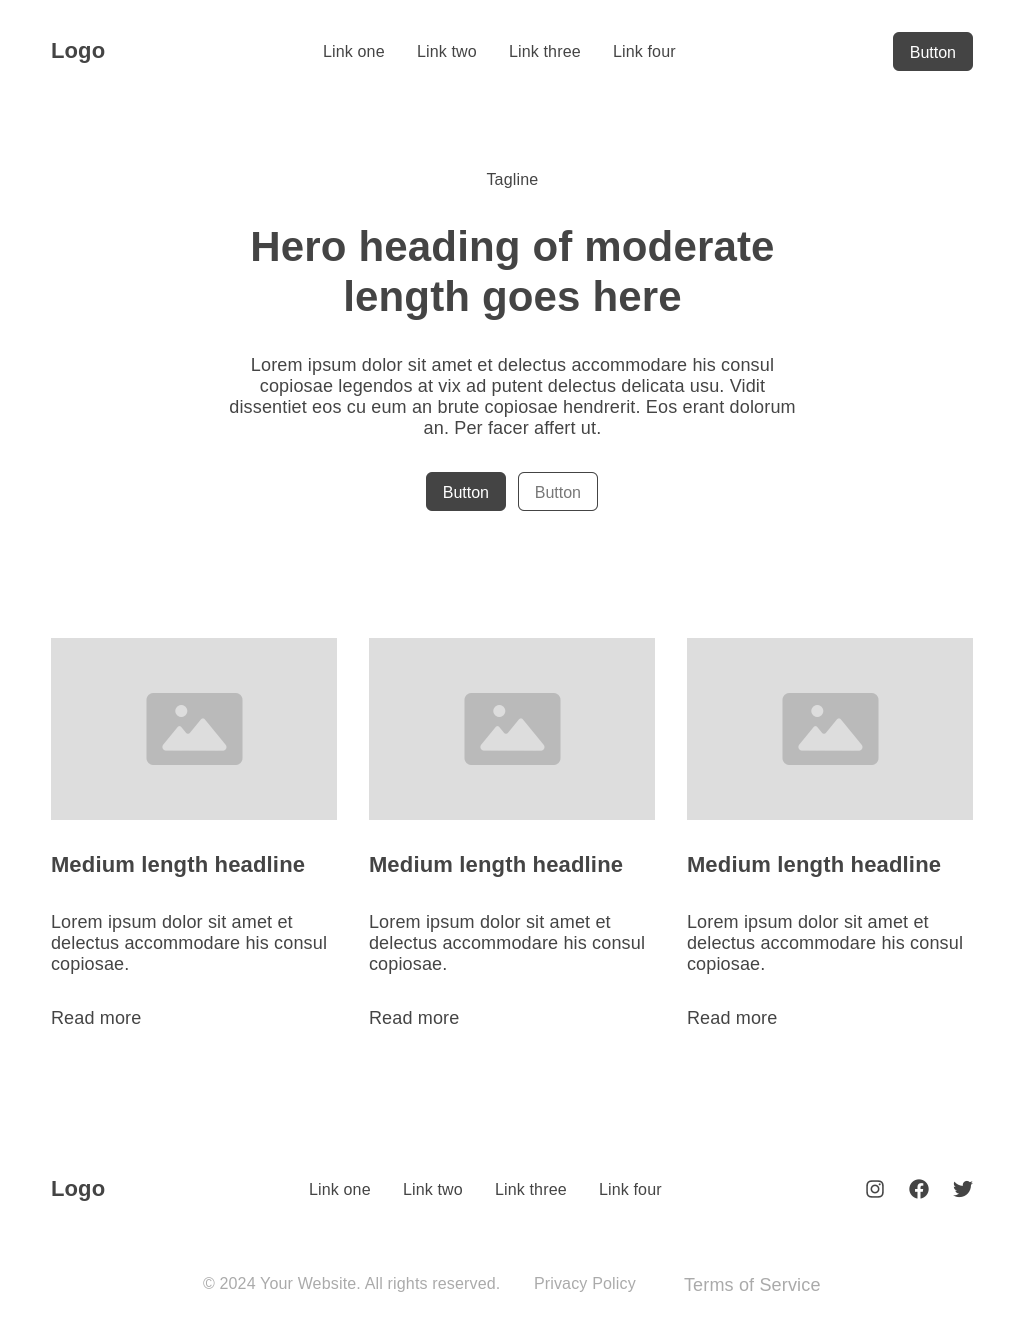 Logo
Link one
Link two
Link three
Link four
Button
Tagline
Hero heading of moderate
length goes here
Lorem ipsum dolor sit amet et delectus accommodare his consul
copiosae legendos at vix ad putent delectus delicata usu. Vidit
dissentiet eos cu eum an brute copiosae hendrerit. Eos erant dolorum
an. Per facer affert ut.
Button
Button
Medium length headline
Lorem ipsum dolor sit amet et
delectus accommodare his consul
copiosae.
Read more
Medium length headline
Lorem ipsum dolor sit amet et
delectus accommodare his consul
copiosae.
Read more
Medium length headline
Lorem ipsum dolor sit amet et
delectus accommodare his consul
copiosae.
Read more
Logo
Link one
Link two
Link three
Link four
© 2024 Your Website. All rights reserved.
Privacy Policy
Terms of Service